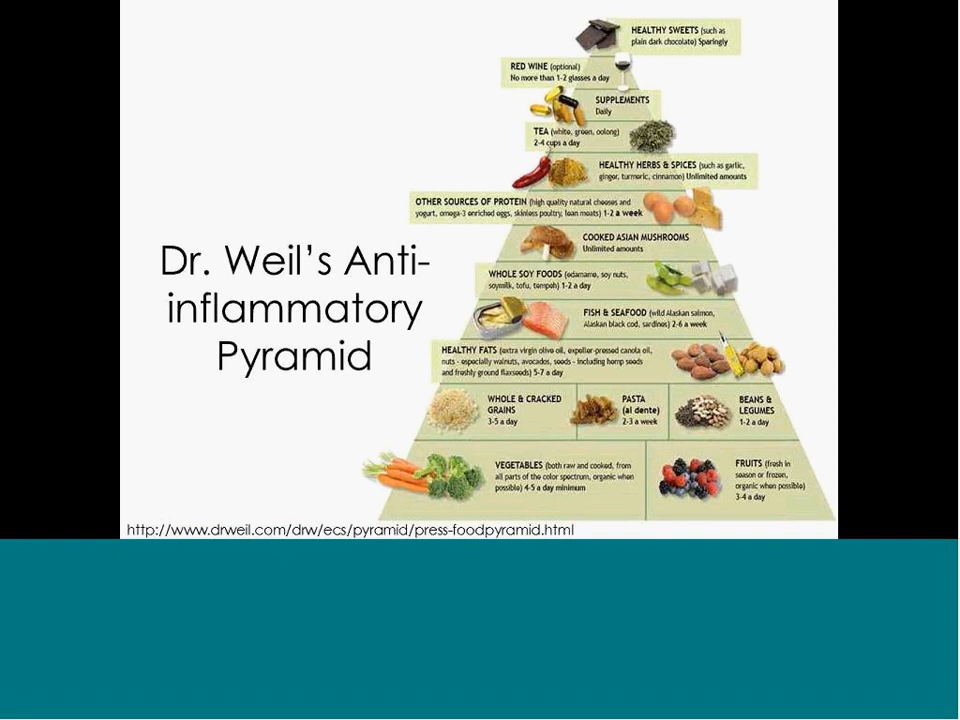 HEALTHY SWEETS (such as
plain dark chocolate) Sparingly
RED WINE (optional)
No more than 1-2 glasses a day
SUPPLEMENTS
Daily
TEA (white, green, oolong)
2-4 cups a day
HEALTHY HERBS & SPICES (such as garlic,
ginger, turmeric, cinnamon) Unlimited amounts
OTHER SOURCES OF PROTEIN (high quality natural cheeses and
yogurt, omega-3 enriched eggs, skinless poultry, lean meats) 1-2 a week
COOKED ASIAN MUSHROOMS
Unlimited amounts
WHOLE SOY FOODS (edamame, soy nuts,
soymilk, tofu, tempeh) 1-2 a day
FISH & SEAFOOD (wild Alaskan salmon,
Alaskan black cod, sardines) 2-6 a week
HEALTHY FATS (extra virgin olive oil, expeller-pressed canola oil,
nuts - especially walnuts, avocados, seeds - including hemp seeds
and freshly ground flaxseeds) 5-7 a day
WHOLE & CRACKED
GRAINS
3-5 a day
PASTA
(al dente)
2-3 a week
BEANS &
LEGUMES
1-2 a day
VEGETABLES (both raw and cooked, from
all parts of the color spectrum, organic when
possible) 4-5 a day minimum
FRUITS (fresh in
season or frozen,
organic when possible)
3-4 a day
Dr. Weil's Anti-
inflammatory
Pyramid
http://www.drweil.com/drw/ecs/pyramid/press-foodpyramid.html